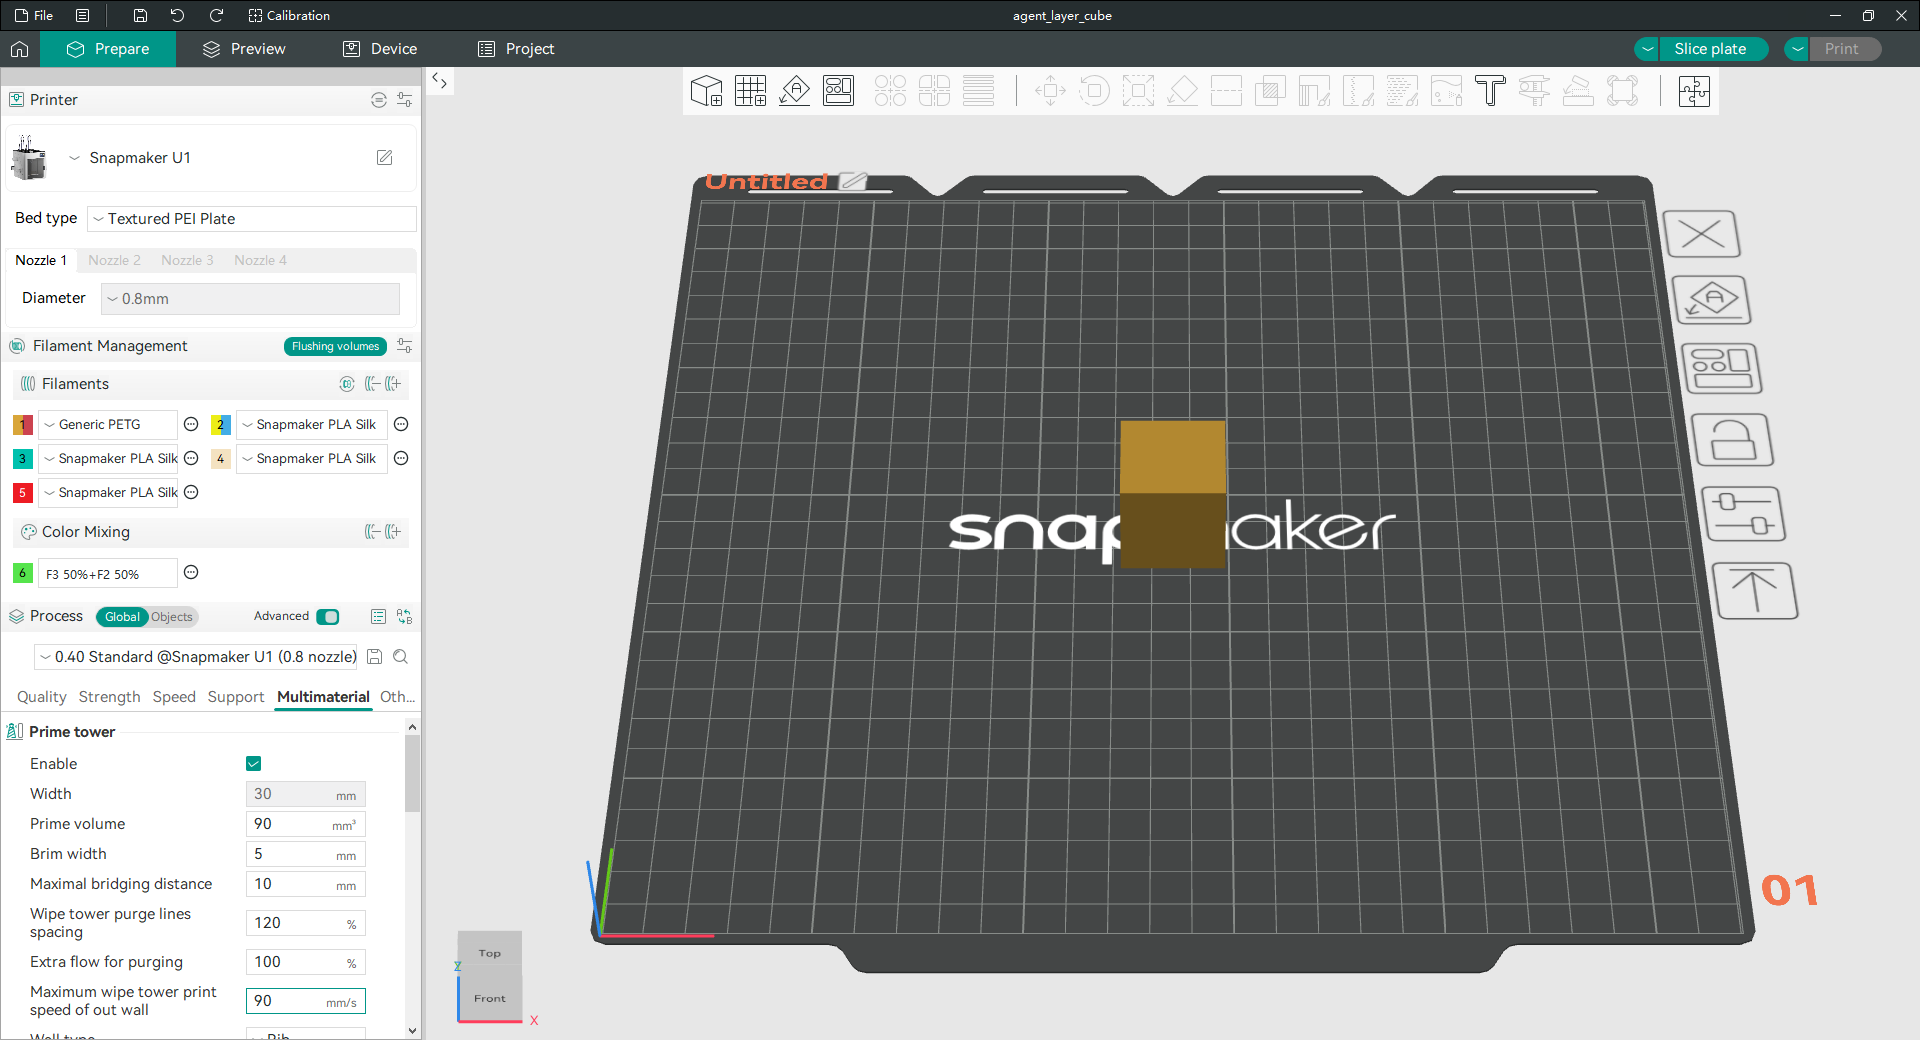 File
Calibration
agent_layer_cube
Prepare
Preview
Device
Project
Slice plate
Print
Printer
Snapmaker U1
Bed type
Textured PEI Plate
Nozzle 1 Nozzle 2 Nozzle 3 Nozzle 4
Diameter
0.8mm
Filament Management
Flushing volumes
Filaments
1 Generic PETG
2 Snapmaker PLA Silk
3 Snapmaker PLA Silk
4 Snapmaker PLA Silk
5 Snapmaker PLA Silk
Color Mixing
6 F3 50%+F2 50%
Process
Global Objects
Advanced
0.40 Standard @Snapmaker U1 (0.8 nozzle)
Quality Strength Speed Support Multimaterial Oth...
Prime tower
Enable
Width 30 mm
Prime volume 90 mm³
Brim width 5 mm
Maximal bridging distance 10 mm
Wipe tower purge lines
spacing 120 %
Extra flow for purging 100 %
Maximum wipe tower print
speed of out wall 90 mm/s
Wall type Rib
Untitled
snapmaker
01
Top
Front
Z
X